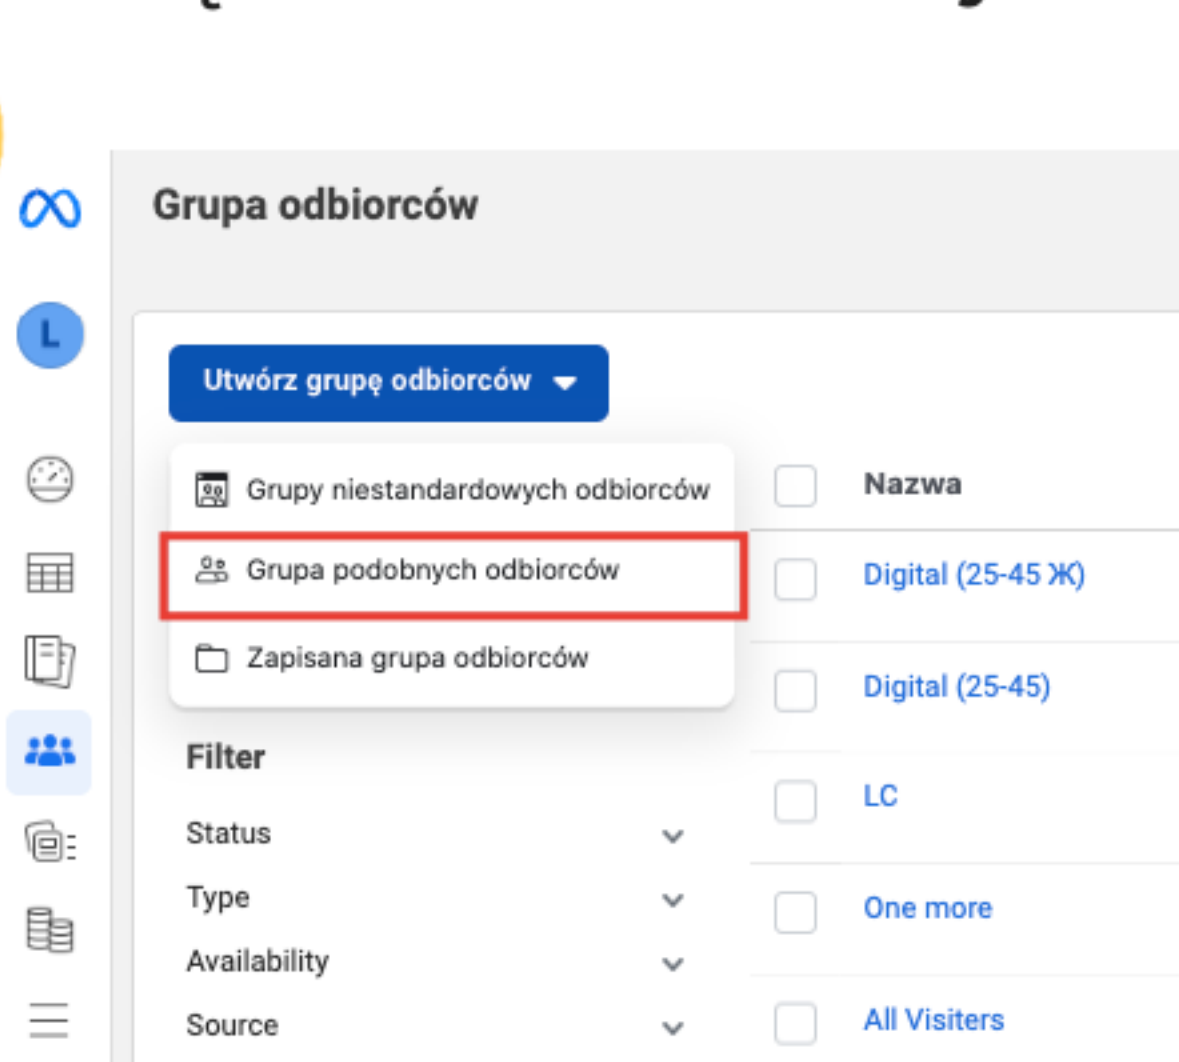 Grupa odbiorców
L
Utwórz grupę odbiorców
Grupy niestandardowych odbiorców
Grupa podobnych odbiorców
Zapisana grupa odbiorców
Filter
Status
Type
Availability
Source
Nazwa
Digital (25-45 Ж)
Digital (25-45)
LC
One more
All Visiters